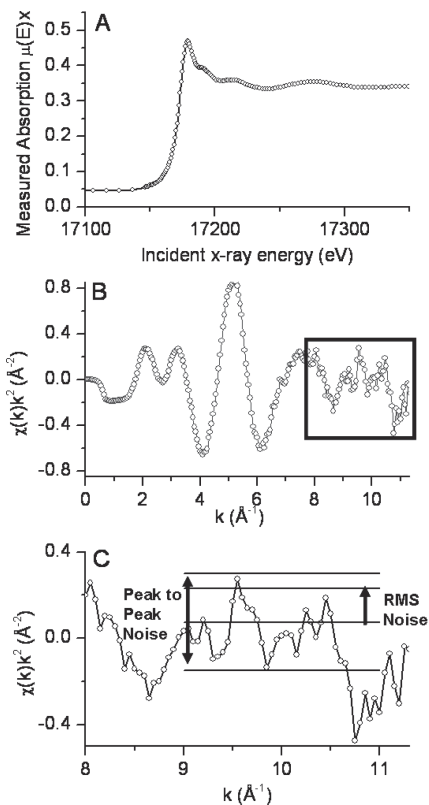 A
Measured Absorption μ(E)x
0.5
0.4
0.3
0.2
0.1
0.0
17100 17200 17300
Incident x-ray energy (eV)
B
χ(k)k² (Å⁻²)
0.8
0.4
0.0
-0.4
-0.8
0 2 4 6 8 10
k (Å⁻¹)
C
χ(k)k² (Å⁻²)
0.4
0.0
-0.4
Peak to
Peak
Noise
RMS
Noise
8 9 10 11
k (Å⁻¹)